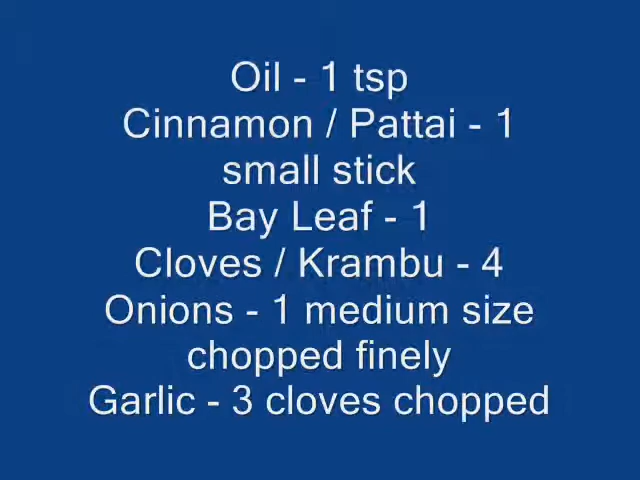 Oil - 1 tsp
Cinnamon / Pattai - 1
small stick
Bay Leaf - 1
Cloves / Krambu - 4
Onions - 1 medium size
chopped finely
Garlic - 3 cloves chopped